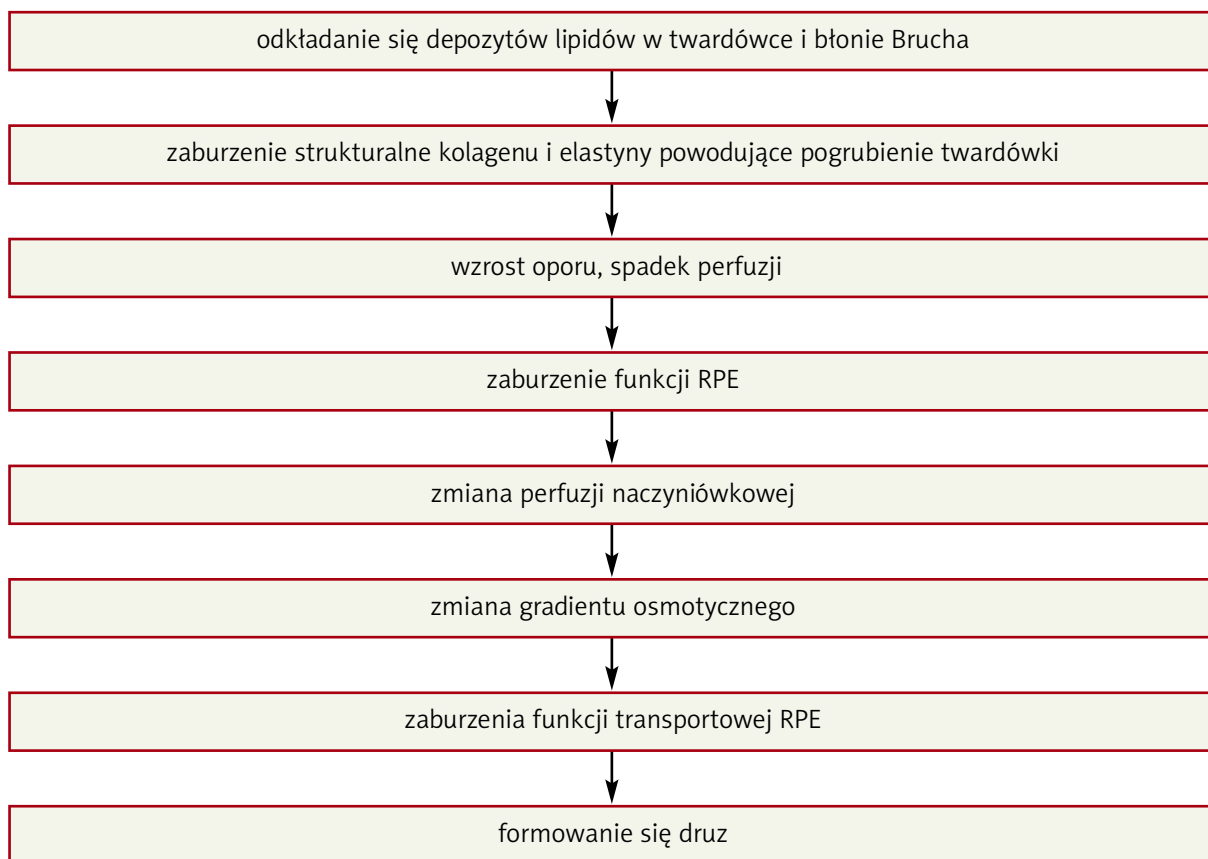 odkładanie się depozytów lipidów w twardówce i błonie Brucha
zaburzenie strukturalne kolagenu i elastyny powodujące pogrubienie twardówki
wzrost oporu, spadek perfuzji
zaburzenie funkcji RPE
zmiana perfuzji naczyniówkowej
zmiana gradientu osmotycznego
zaburzenia funkcji transportowej RPE
formowanie się druz